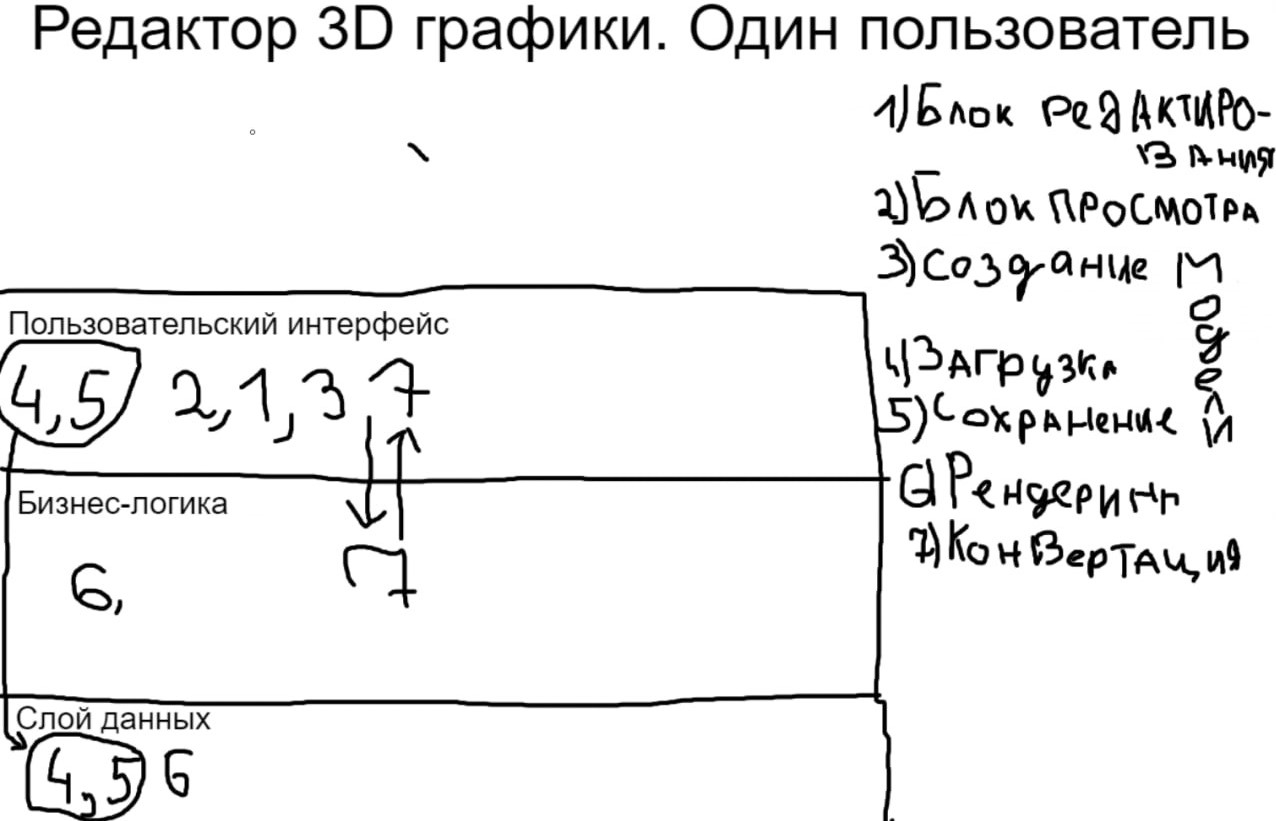 Редактор 3D графики. Один пользователь
1) Блок редактиро-
вания
2) Блок просмотра
3) Создание модели
4) Загрузка
5) Сохранение
6) Рендеринг
7) Конвертация
Пользовательский интерфейс
4,5 2,1,3 7
Бизнес-логика
6, 7
Слой данных
4,5 6